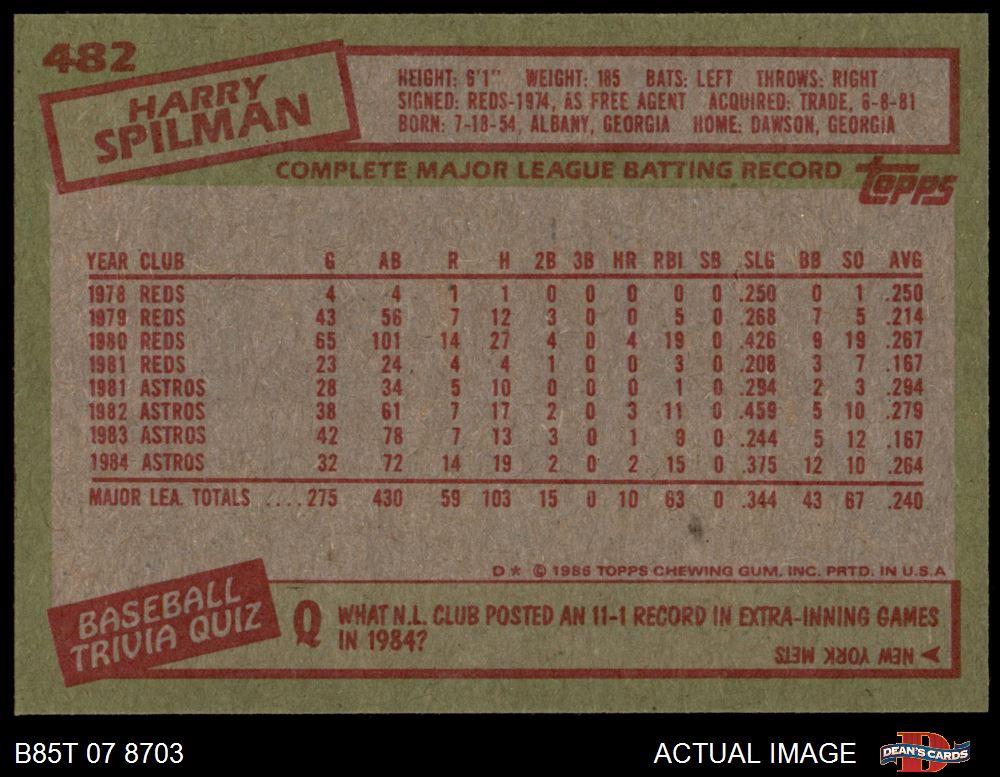 482
HARRY
SPILMAN
HEIGHT: 6'1" WEIGHT: 185 BATS: LEFT THROWS: RIGHT
SIGNED: REDS-1974, AS FREE AGENT ACQUIRED: TRADE, 6-8-81
BORN: 7-18-54, ALBANY, GEORGIA HOME: DAWSON, GEORGIA
COMPLETE MAJOR LEAGUE BATTING RECORD
topps
YEAR CLUB G AB R H 2B 3B HR RBI SB SLG BB SO AVG
1978 REDS 4 4 1 1 0 0 0 0 0 .250 0 1 .250
1979 REDS 43 56 7 12 3 0 0 5 0 .268 7 5 .214
1980 REDS 65 101 14 27 4 0 4 19 0 .426 9 19 .267
1981 REDS 23 24 4 4 1 0 0 3 0 .208 3 7 .167
1981 ASTROS 28 34 5 10 0 0 0 1 0 .294 2 3 .294
1982 ASTROS 38 61 7 17 2 0 3 11 0 .459 5 10 .279
1983 ASTROS 42 78 7 13 3 0 1 9 0 .244 5 12 .167
1984 ASTROS 32 72 14 19 2 0 2 15 0 .375 12 10 .264
MAJOR LEA. TOTALS ....275 430 59 103 15 0 10 63 0 .344 43 67 .240
D * © 1986 TOPPS CHEWING GUM, INC. PRTD. IN U.S.A
BASEBALL
TRIVIA QUIZ
Q WHAT N.L. CLUB POSTED AN 11-1 RECORD IN EXTRA-INNING GAMES
IN 1984?
NEW YORK METS
B85T 07 8703
ACTUAL IMAGE
D
DEAN'S CARDS